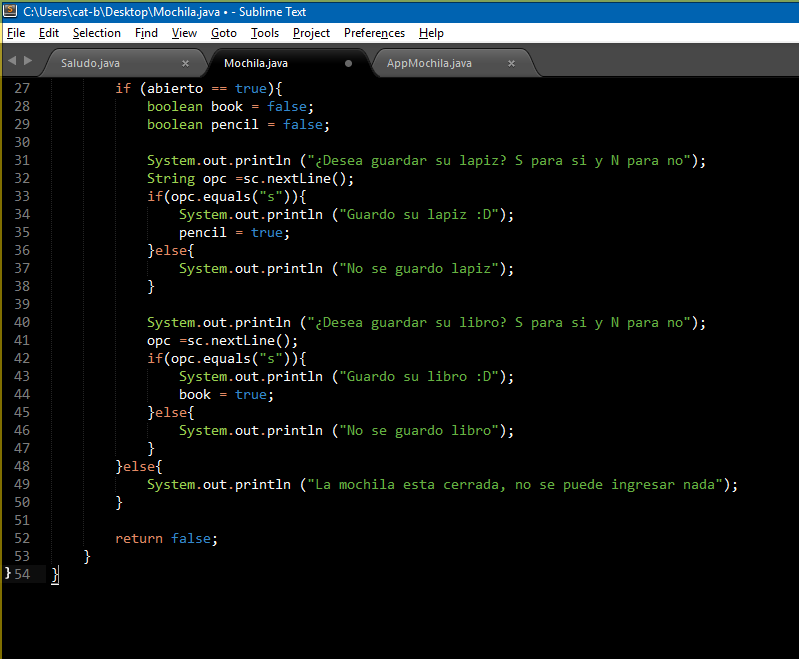 C:\Users\cat-b\Desktop\Mochila.java • - Sublime Text
File Edit Selection Find View Goto Tools Project Preferences Help
Saludo.java × Mochila.java AppMochila.java ×
27 if (abierto == true){
28 boolean book = false;
29 boolean pencil = false;
30
31 System.out.println ("¿Desea guardar su lapiz? S para si y N para no");
32 String opc =sc.nextLine();
33 if(opc.equals("s")){
34 System.out.println ("Guardo su lapiz :D");
35 pencil = true;
36 }else{
37 System.out.println ("No se guardo lapiz");
38 }
39
40 System.out.println ("¿Desea guardar su libro? S para si y N para no");
41 opc =sc.nextLine();
42 if(opc.equals("s")){
43 System.out.println ("Guardo su libro :D");
44 book = true;
45 }else{
46 System.out.println ("No se guardo libro");
47 }
48 }else{
49 System.out.println ("La mochila esta cerrada, no se puede ingresar nada");
50 }
51
52 return false;
53 }
} 54 }